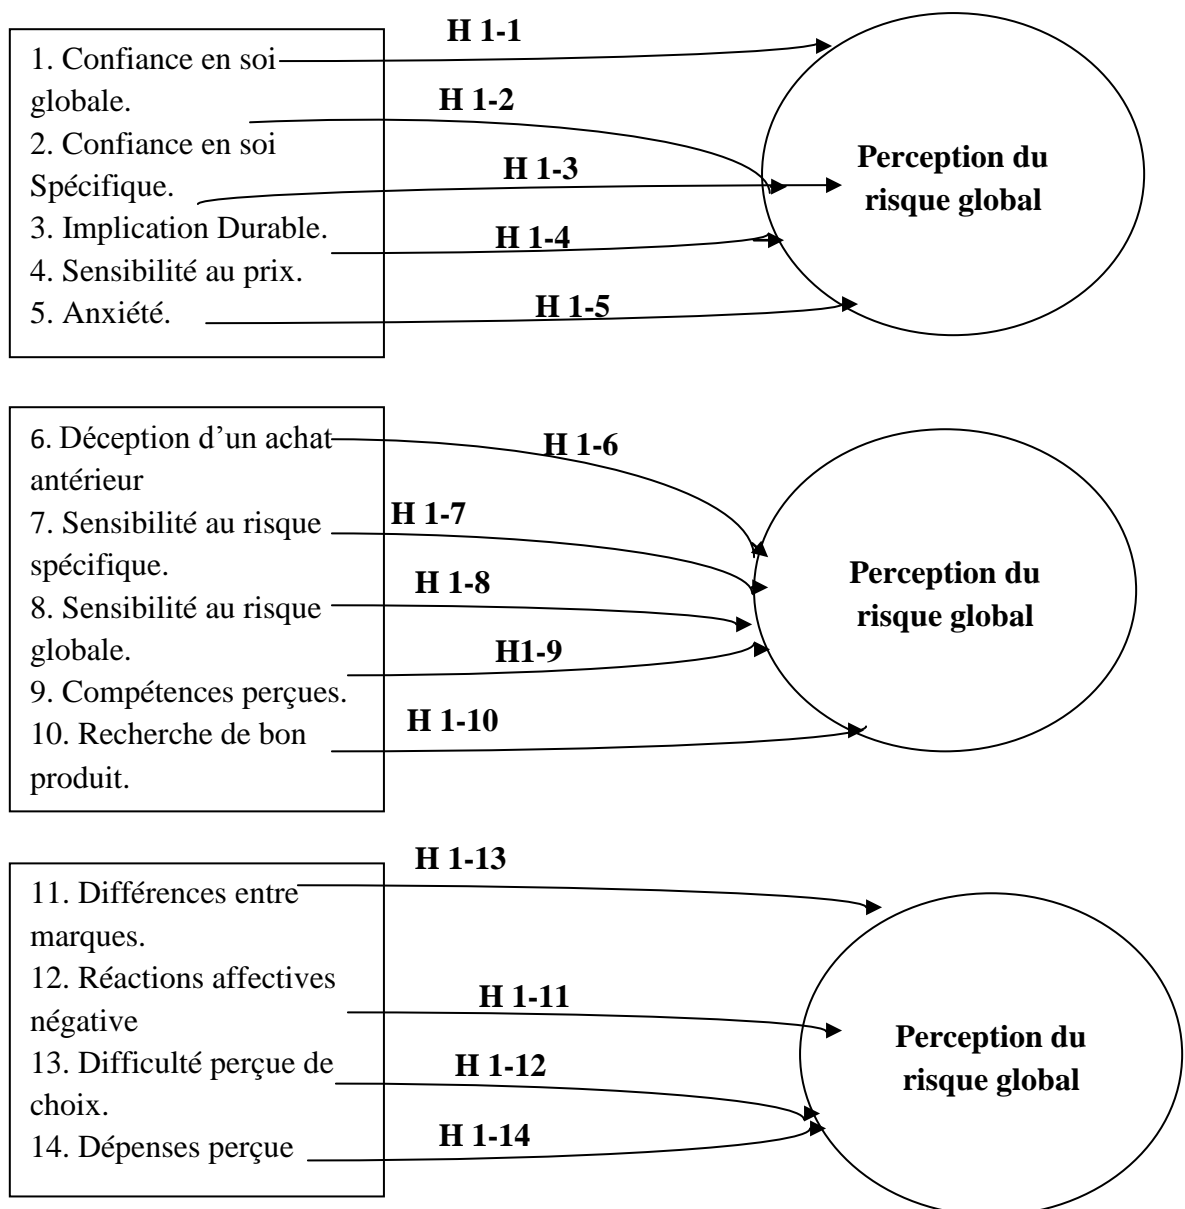 H 1-1
1. Confiance en soi
globale.
H 1-2
2. Confiance en soi
Spécifique.
H 1-3
3. Implication Durable.
H 1-4
4. Sensibilité au prix.
5. Anxiété.
H 1-5
Perception du
risque global
6. Déception d’un achat
antérieur
H 1-6
7. Sensibilité au risque
spécifique.
H 1-7
8. Sensibilité au risque
globale.
H 1-8
9. Compétences perçues.
H1-9
10. Recherche de bon
produit.
H 1-10
Perception du
risque global
H 1-13
11. Différences entre
marques.
12. Réactions affectives
négative
H 1-11
13. Difficulté perçue de
choix.
H 1-12
14. Dépenses perçue
H 1-14
Perception du
risque global